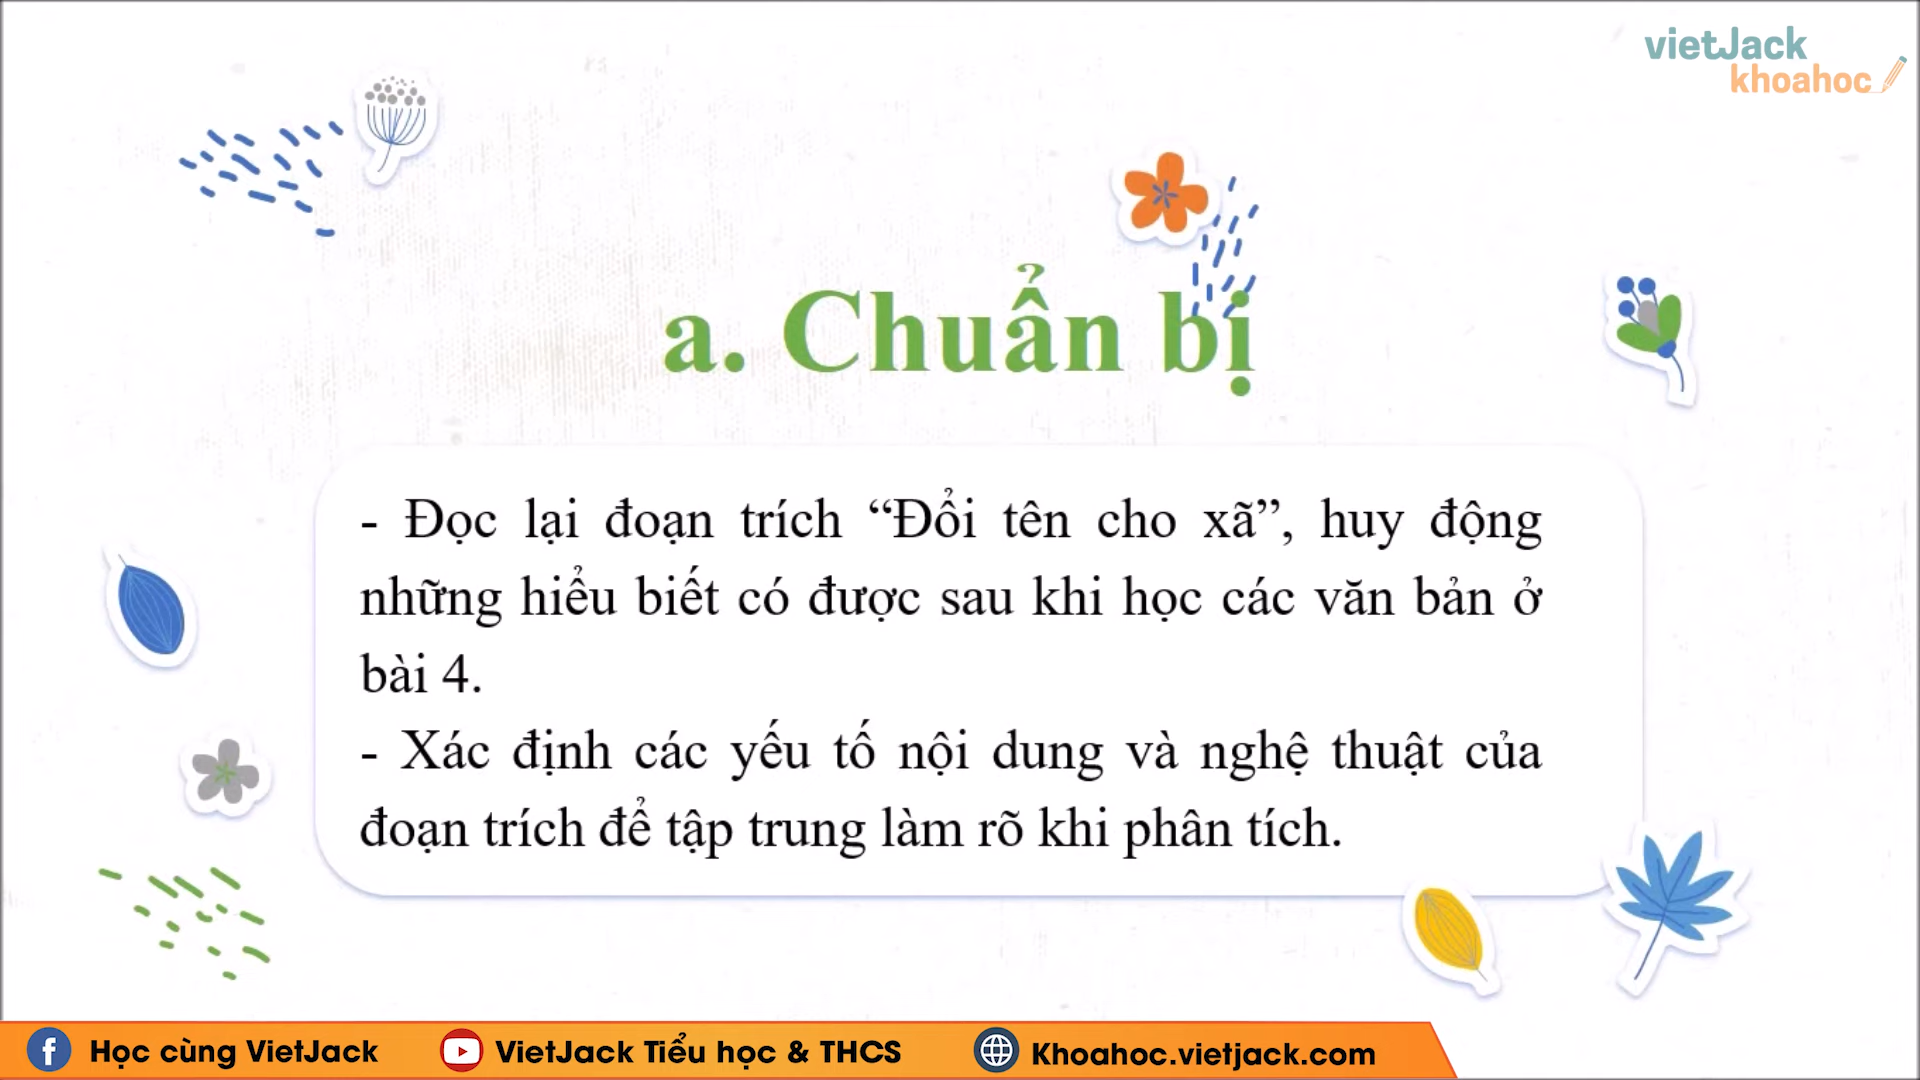 vietJack
khoahoc
a. Chuẩn bị
- Đọc lại đoạn trích “Đổi tên cho xã”, huy động
những hiểu biết có được sau khi học các văn bản ở
bài 4.
- Xác định các yếu tố nội dung và nghệ thuật của
đoạn trích để tập trung làm rõ khi phân tích.
Học cùng VietJack
VietJack Tiểu học & THCS
Khoahoc.vietjack.com